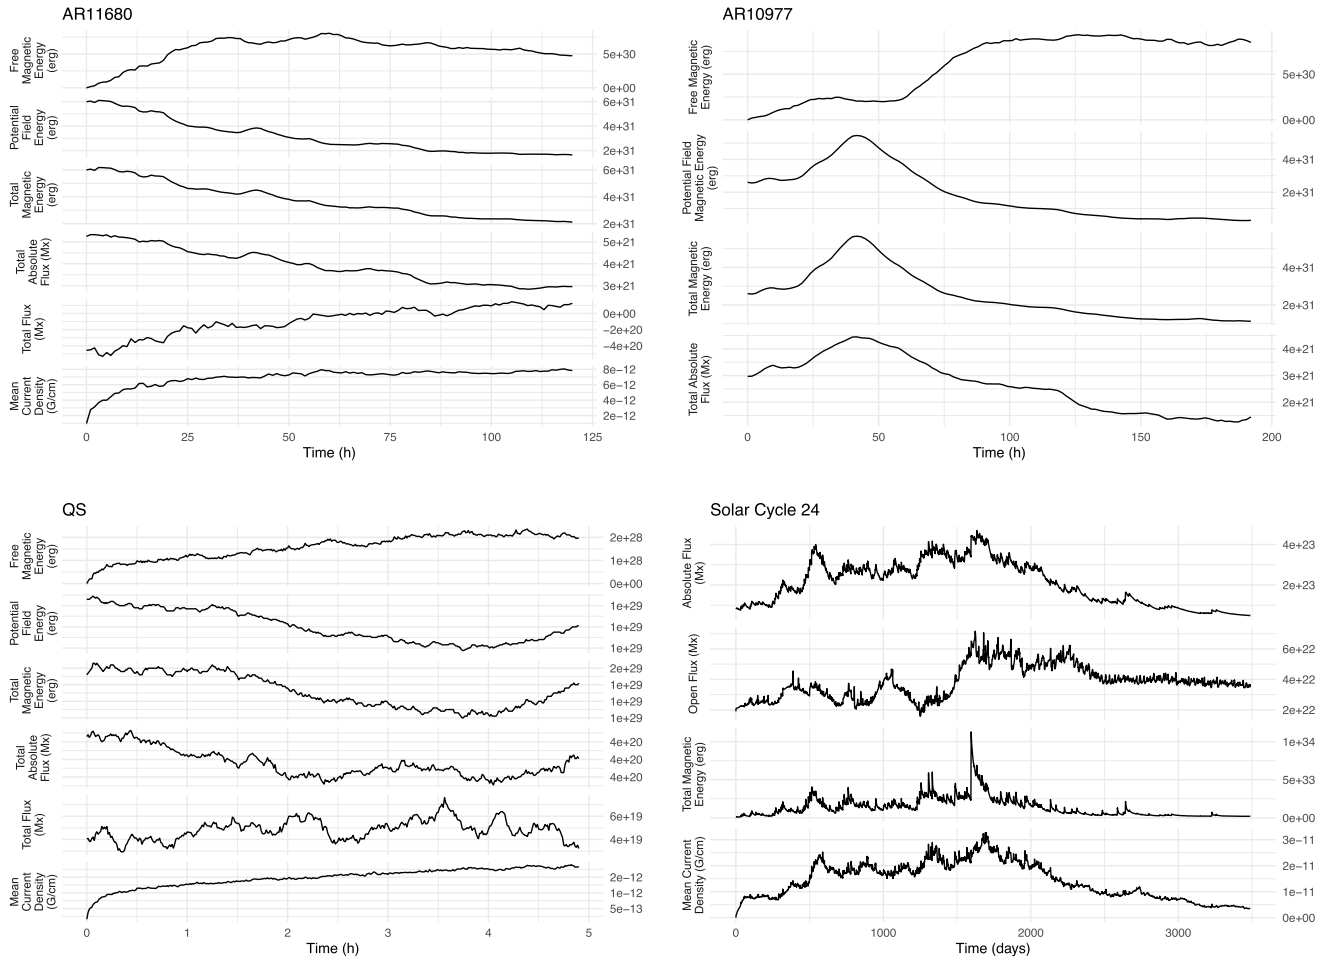 AR11680
Free
Magnetic
Energy
(erg)
5e+30
0e+00
Potential
Field
Energy
(erg)
6e+31
4e+31
2e+31
Total
Magnetic
Energy
(erg)
6e+31
4e+31
2e+31
Total
Absolute
Flux (Mx)
5e+21
4e+21
3e+21
Total Flux
(Mx)
0e+00
−2e+20
−4e+20
Mean
Current
Density
(G/cm)
8e−12
6e−12
4e−12
2e−12
0 25 50 75 100 125
Time (h)
AR10977
Free Magnetic
Energy (erg)
5e+30
0e+00
Potential Field
Magnetic Energy
(erg)
4e+31
2e+31
Total Magnetic
Energy (erg)
4e+31
2e+31
Total Absolute
Flux (Mx)
4e+21
3e+21
2e+21
0 50 100 150 200
Time (h)
QS
Free
Magnetic
Energy
(erg)
2e+28
1e+28
0e+00
Potential
Field
Energy
(erg)
1e+29
1e+29
1e+29
Total
Magnetic
Energy
(erg)
2e+29
1e+29
1e+29
1e+29
Total
Absolute
Flux (Mx)
4e+20
4e+20
4e+20
Total Flux
(Mx)
6e+19
4e+19
Mean
Current
Density
(G/cm)
2e−12
1e−12
5e−13
0 1 2 3 4 5
Time (h)
Solar Cycle 24
Absolute Flux
(Mx)
4e+23
2e+23
Open Flux (Mx)
6e+22
4e+22
2e+22
Total Magnetic
Energy (erg)
1e+34
5e+33
0e+00
Mean Current
Density (G/cm)
3e−11
2e−11
1e−11
0e+00
0 1000 2000 3000
Time (days)